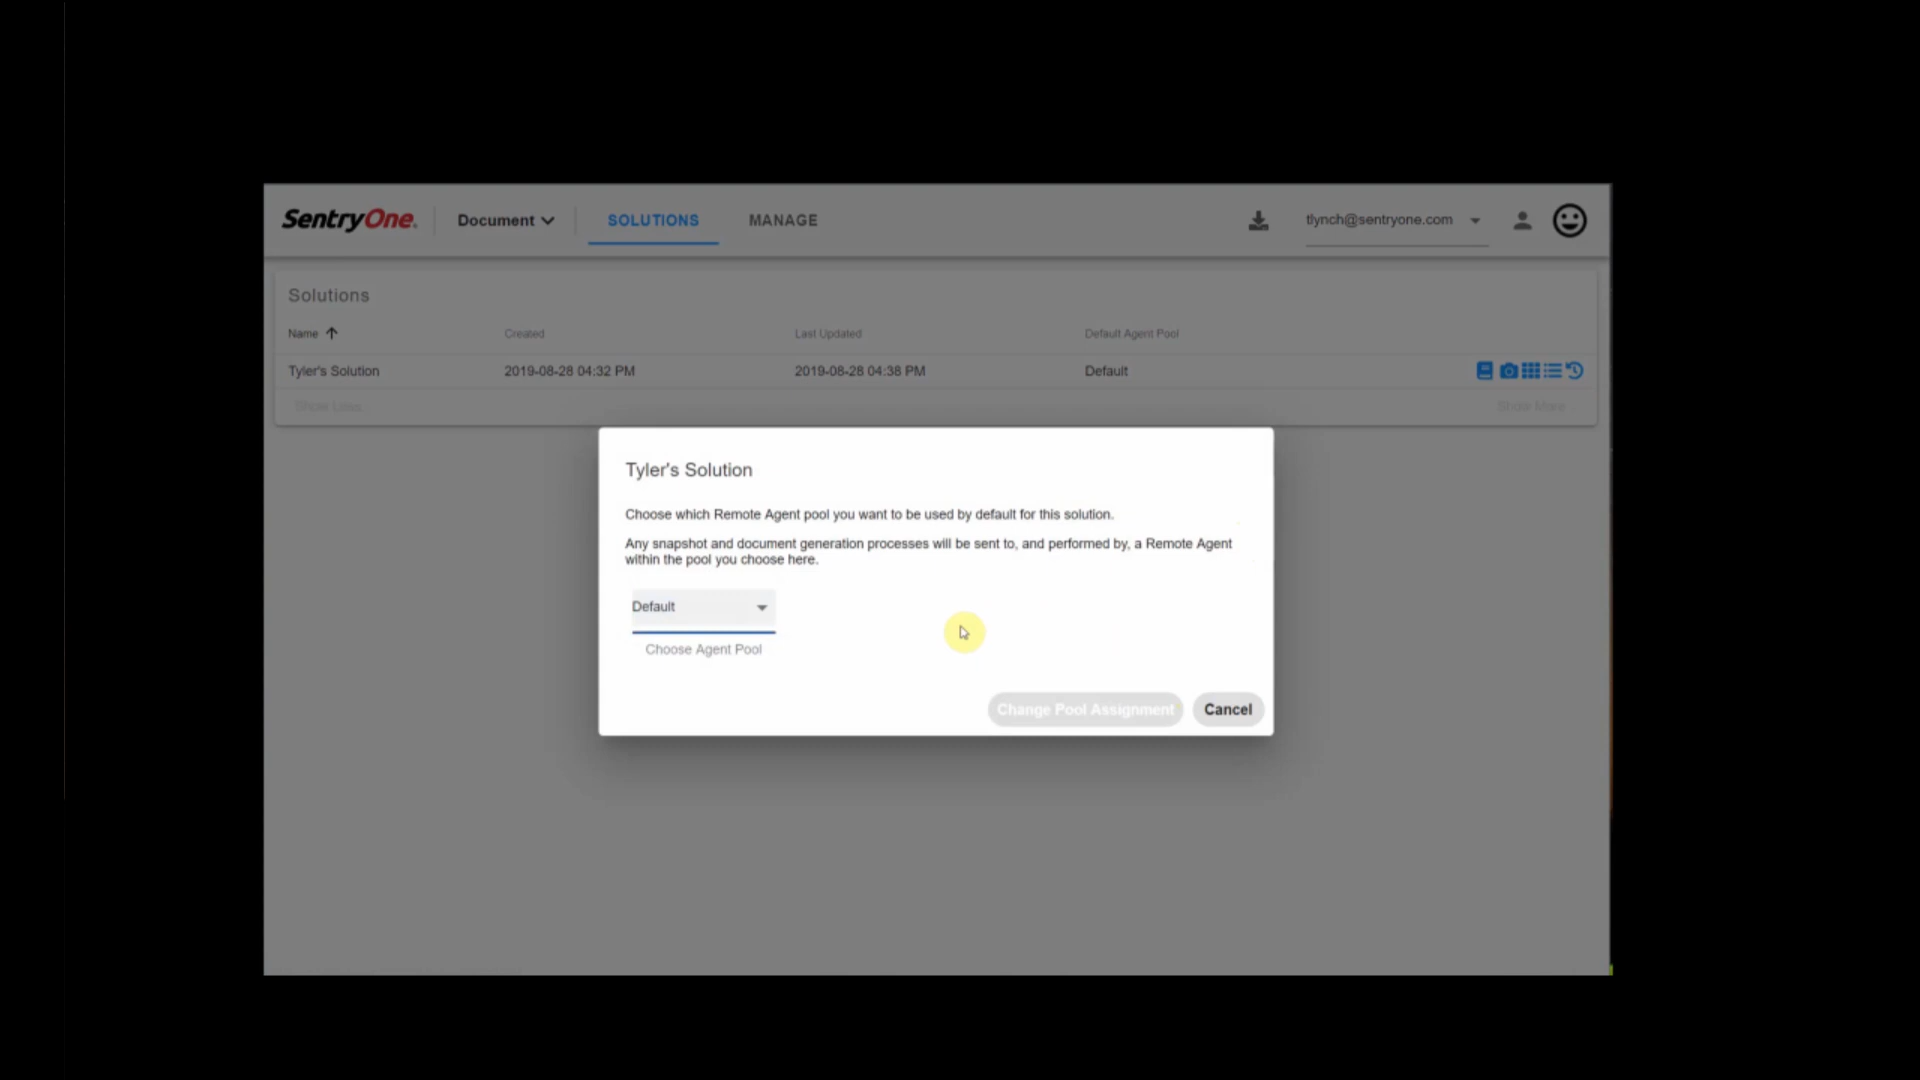 SentryOne.
Document
SOLUTIONS
MANAGE
tlynch@sentryone.com
Solutions
Name
Created
Last Updated
Default Agent Pool
Tyler's Solution
2019-08-28 04:32 PM
2019-08-28 04:38 PM
Default
Show Less
Show More
Tyler's Solution
Choose which Remote Agent pool you want to be used by default for this solution.
Any snapshot and document generation processes will be sent to, and performed by, a Remote Agent
within the pool you choose here.
Default
Choose Agent Pool
Change Pool Assignment
Cancel